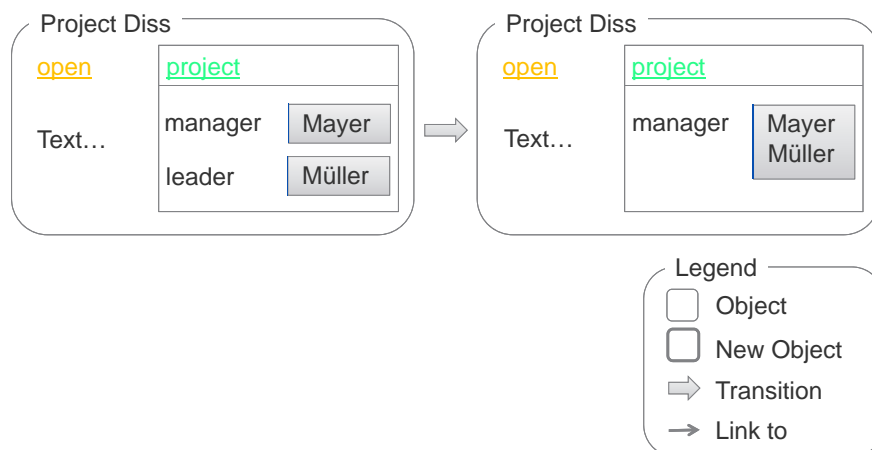 Project Diss
open
project
Text…
manager
Mayer
leader
Müller
Project Diss
open
project
Text…
manager
Mayer
Müller
Legend
Object
New Object
Transition
Link to